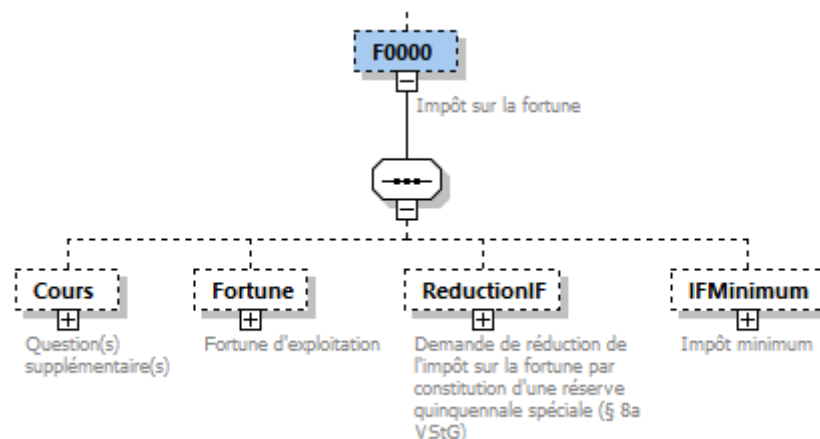 F0000
Impôt sur la fortune
Cours
Question(s)
supplémentaire(s)
Fortune
Fortune d'exploitation
ReductionIF
Demande de réduction de
l'impôt sur la fortune par
constitution d'une réserve
quinquennale spéciale (§ 8a
VStG)
IFMinimum
Impôt minimum